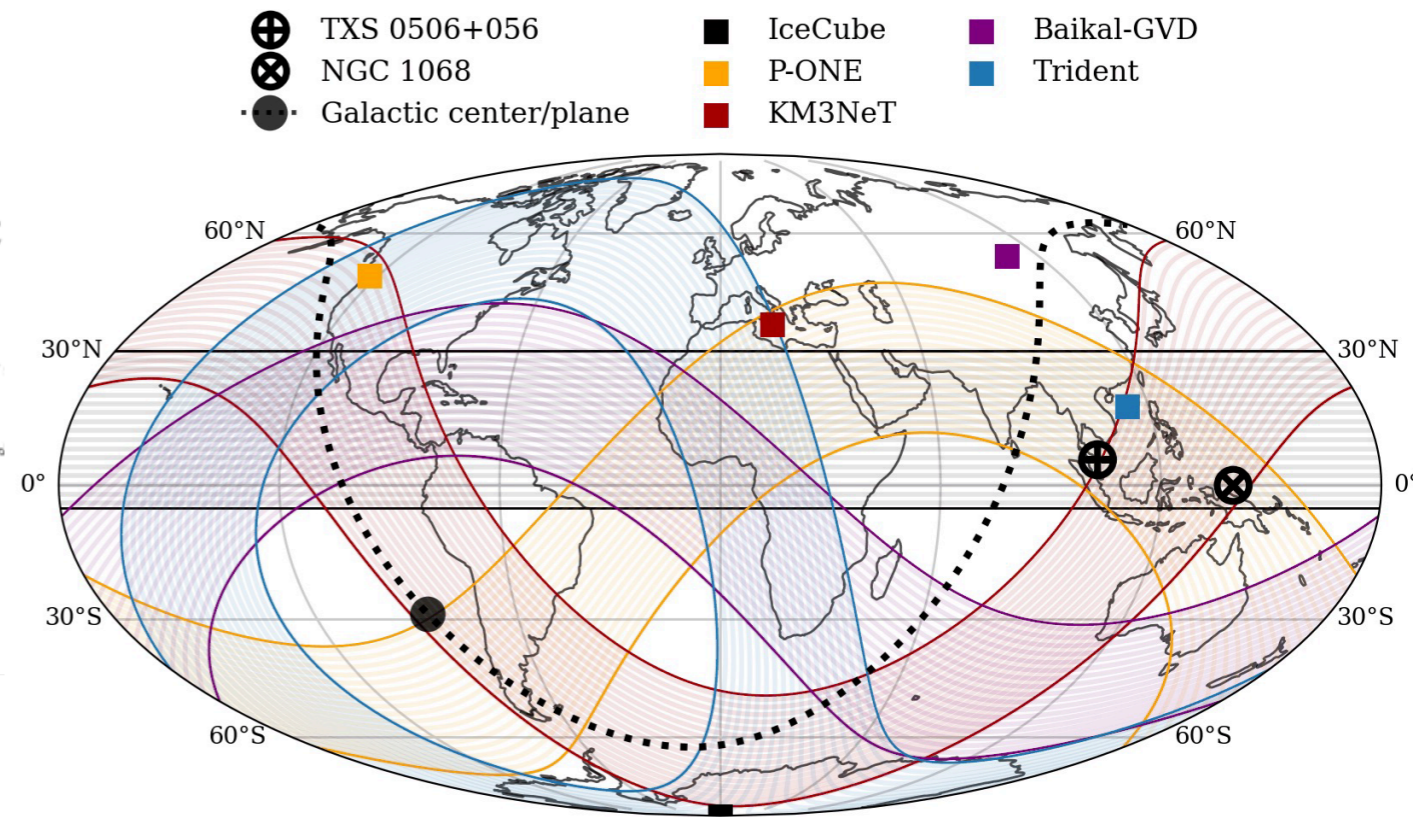 TXS 0506+056 IceCube Baikal-GVD
NGC 1068 P-ONE Trident
Galactic center/plane KM3NeT
60°N 60°N
30°N 30°N
0° 0°
30°S 30°S
60°S 60°S